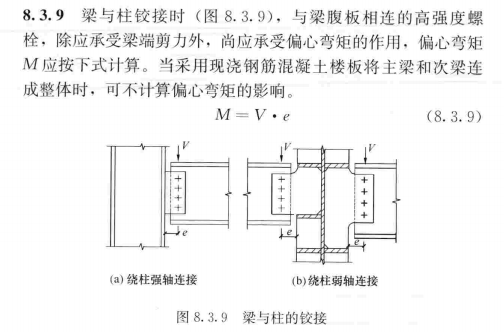 8.3.9 梁与柱铰接时（图 8.3.9），与梁腹板相连的高强度螺
栓，除应承受梁端剪力外，尚应承受偏心弯矩的作用，偏心弯矩
M 应按下式计算。当采用现浇钢筋混凝土楼板将主梁和次梁连
成整体时，可不计算偏心弯矩的影响。
M = V • e (8.3.9)
V V V
e e e
(a) 绕柱强轴连接 (b) 绕柱弱轴连接
图 8.3.9 梁与柱的铰接